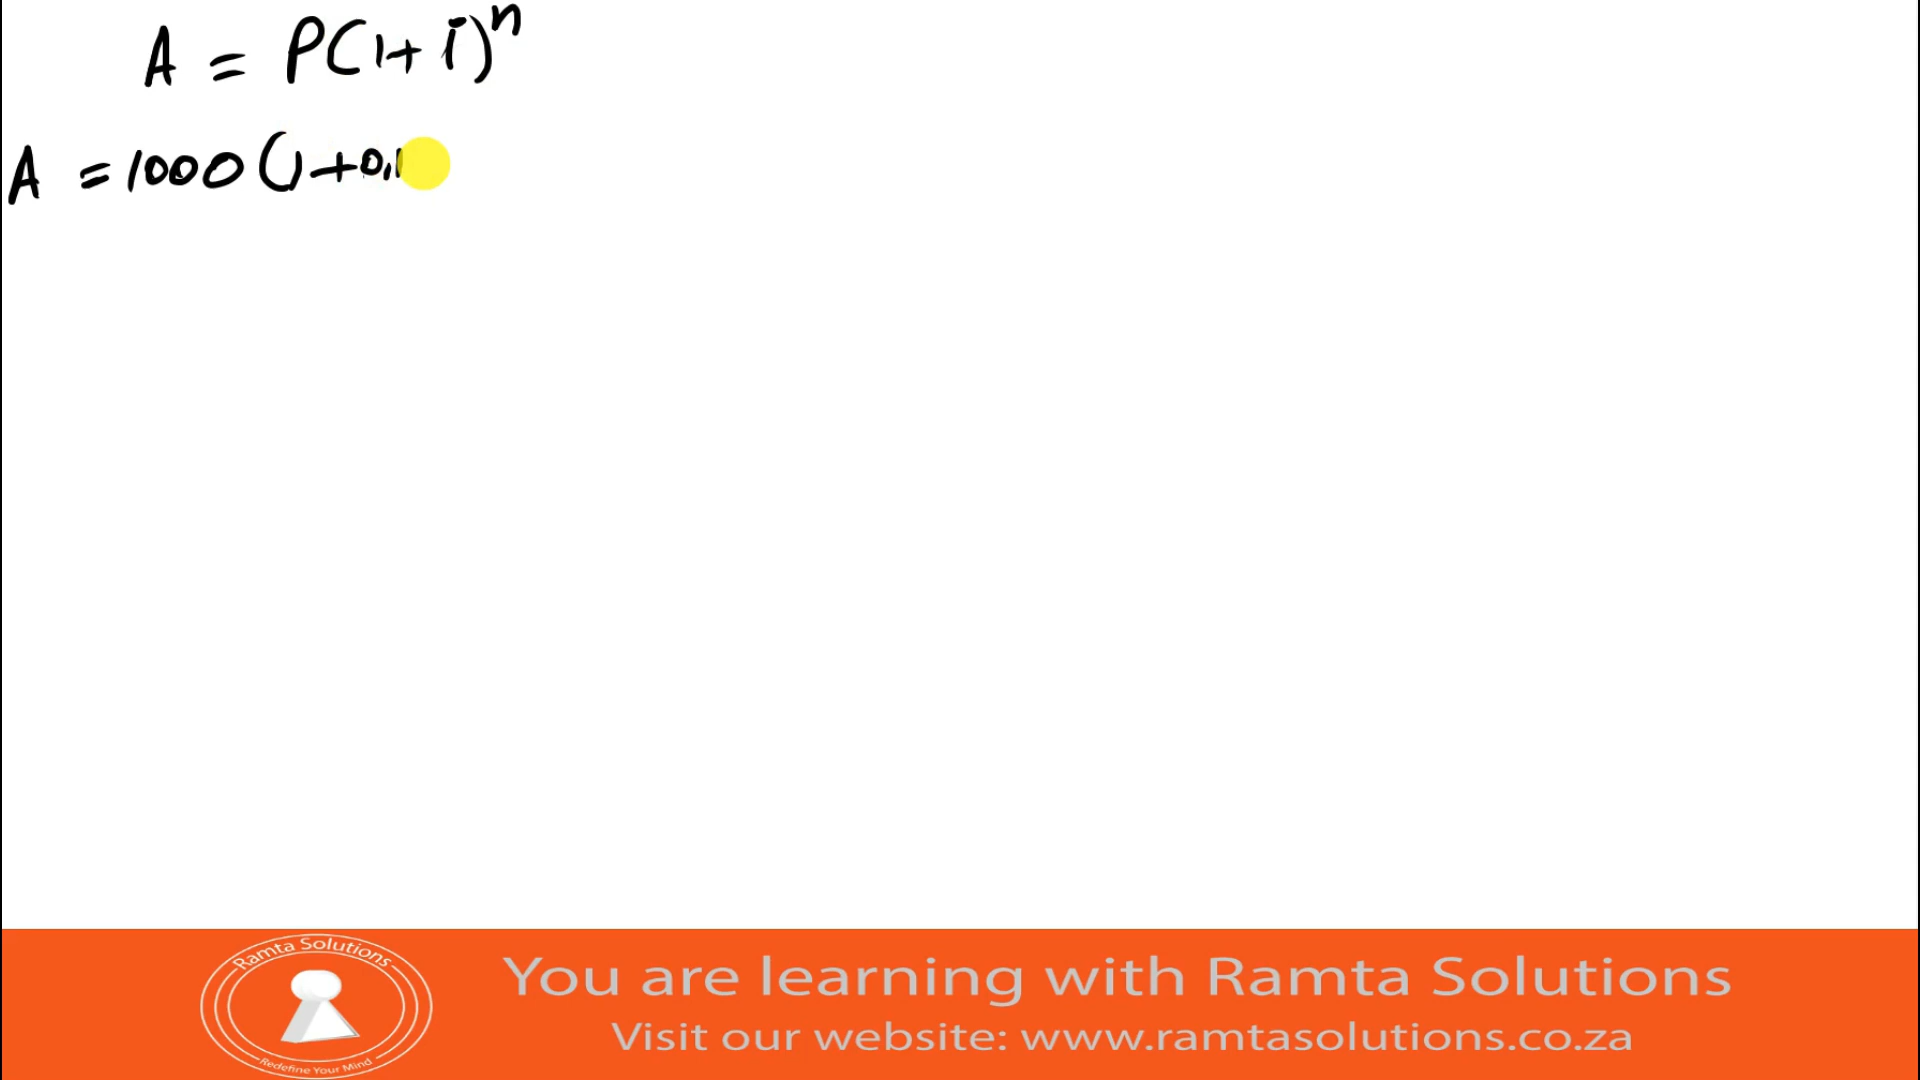 A = P(1+i)ⁿ
A = 1000(1+0,1
Ramta Solutions
Redefine Your Mind
You are learning with Ramta Solutions
Visit our website: www.ramtasolutions.co.za